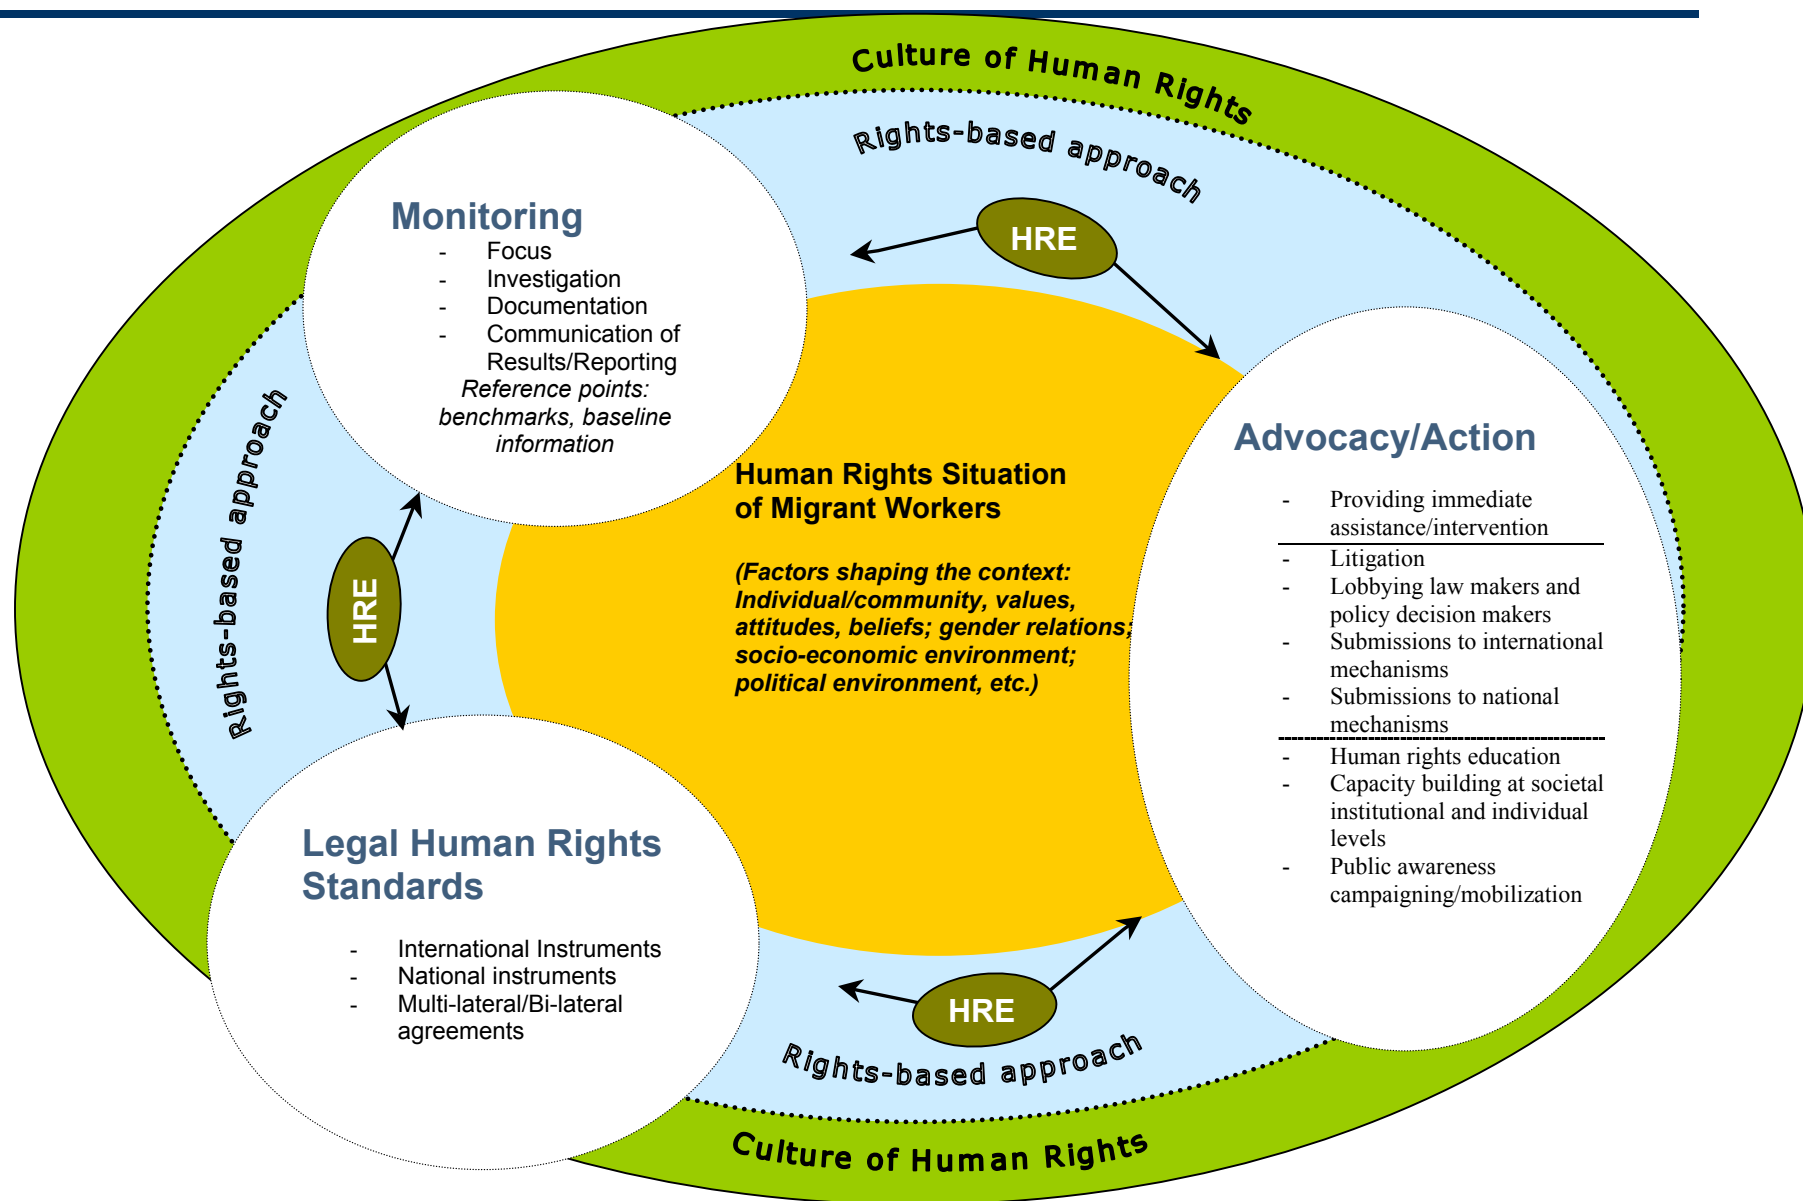 Culture of Human Rights
Rights-based approach
HRE
Monitoring
- Focus
- Investigation
- Documentation
- Communication of
Results/Reporting
Reference points:
benchmarks, baseline
information
Rights-based approach
HRE
Human Rights Situation
of Migrant Workers
(Factors shaping the context:
Individual/community, values,
attitudes, beliefs; gender relations;
socio-economic environment;
political environment, etc.)
Advocacy/Action
- Providing immediate
assistance/intervention
- Litigation
- Lobbying law makers and
policy decision makers
- Submissions to international
mechanisms
- Submissions to national
mechanisms
- Human rights education
- Capacity building at societal
institutional and individual
levels
- Public awareness
campaigning/mobilization
Legal Human Rights
Standards
- International Instruments
- National instruments
- Multi-lateral/Bi-lateral
agreements
HRE
Rights-based approach
Culture of Human Rights